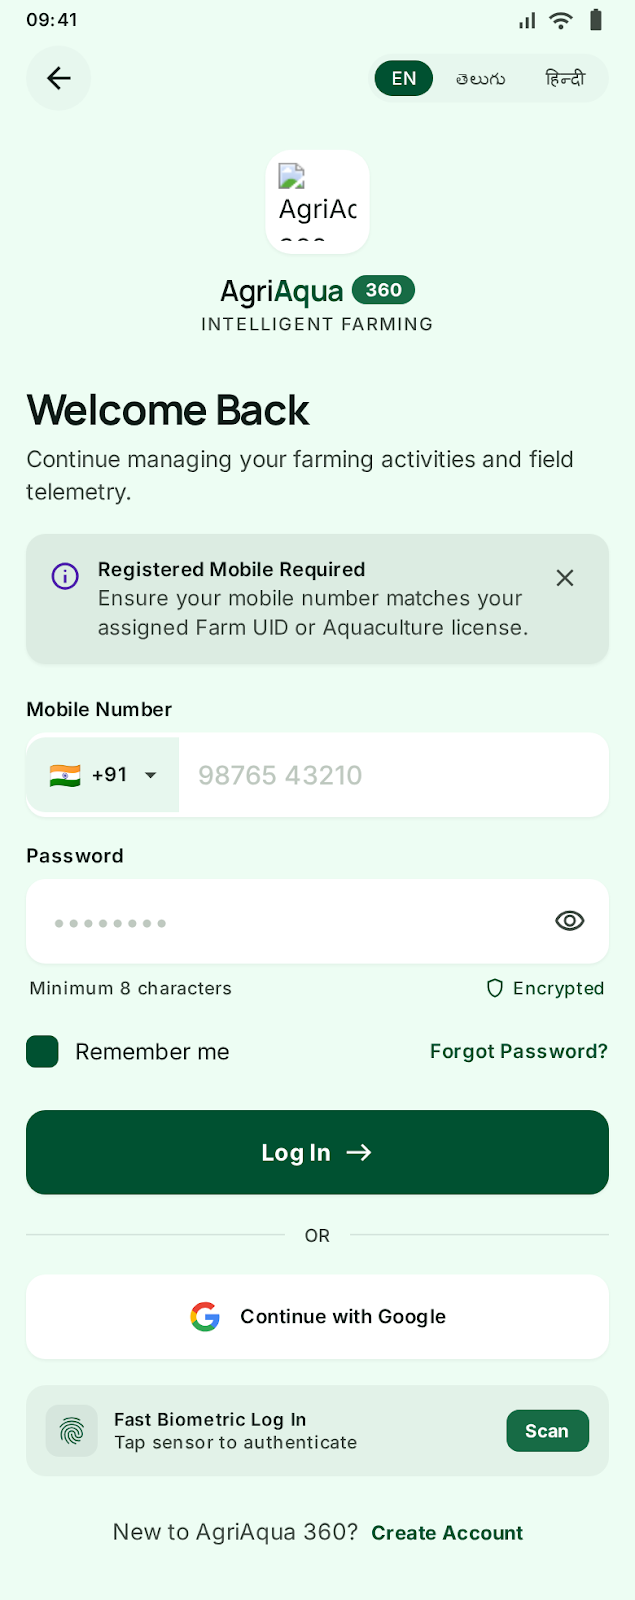 09:41
EN తెలుగు हिन्दी
AgriAc
AgriAqua 360
INTELLIGENT FARMING
Welcome Back
Continue managing your farming activities and field
telemetry.
Registered Mobile Required
Ensure your mobile number matches your
assigned Farm UID or Aquaculture license.
Mobile Number
+91 98765 43210
Password
Minimum 8 characters Encrypted
Remember me Forgot Password?
Log In
OR
Continue with Google
Fast Biometric Log In
Tap sensor to authenticate
Scan
New to AgriAqua 360? Create Account